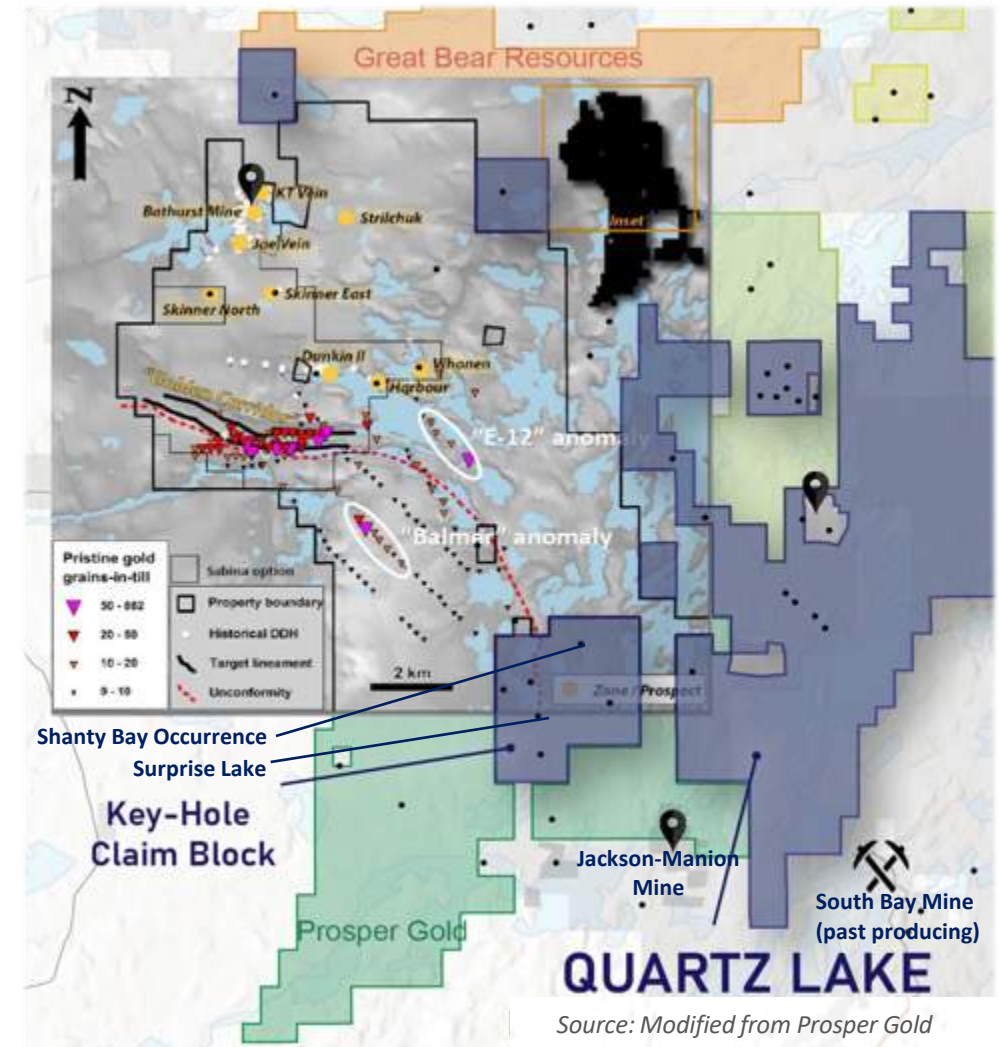 Great Bear Resources
N
KT Vein
Bathurst Mine
Strilchuk
Joe Vein
Inset
Skinner East
Skinner North
Dunkin II
Whonen
Harbour
"Golden Corridor"
"E-12" anomaly
"Balmer" anomaly
Pristine gold
grains-in-till
50 - 882
20 - 50
10 - 20
Sabina option
Property boundary
Historical DDH
Target lineament
Unconformity
2 km
Zone / Prospect
Shanty Bay Occurrence
Surprise Lake
Key-Hole
Claim Block
Jackson-Manion
Mine
South Bay Mine
(past producing)
Prosper Gold
QUARTZ LAKE
Source: Modified from Prosper Gold